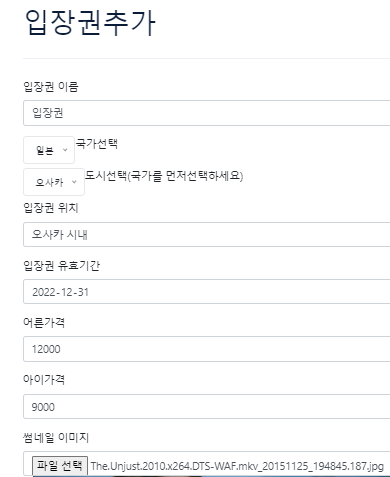 입장권추가
입장권 이름
입장권
일본 국가선택
오사카 도시선택(국가를 먼저선택하세요)
입장권 위치
오사카 시내
입장권 유효기간
2022-12-31
어른가격
12000
아이가격
9000
썸네일 이미지
파일 선택 The.Unjust.2010.x264.DTS-WAF.mkv_20151125_194845.187.jpg